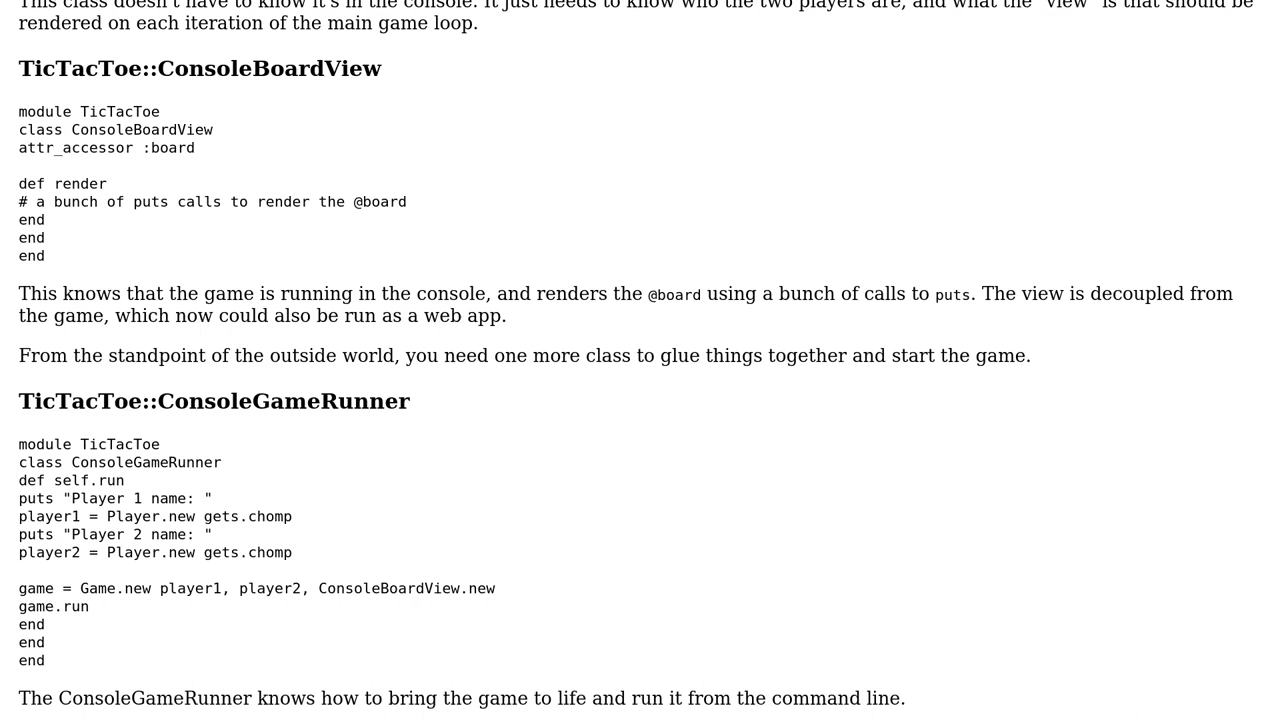 This class doesn't have to know it's in the console. It just needs to know who the two players are, and what the "view" is that should be
rendered on each iteration of the main game loop.
TicTacToe::ConsoleBoardView
module TicTacToe
class ConsoleBoardView
attr_accessor :board
def render
# a bunch of puts calls to render the @board
end
end
end
This knows that the game is running in the console, and renders the @board using a bunch of calls to puts. The view is decoupled from
the game, which now could also be run as a web app.
From the standpoint of the outside world, you need one more class to glue things together and start the game.
TicTacToe::ConsoleGameRunner
module TicTacToe
class ConsoleGameRunner
def self.run
puts "Player 1 name: "
player1 = Player.new gets.chomp
puts "Player 2 name: "
player2 = Player.new gets.chomp
game = Game.new player1, player2, ConsoleBoardView.new
game.run
end
end
end
The ConsoleGameRunner knows how to bring the game to life and run it from the command line.